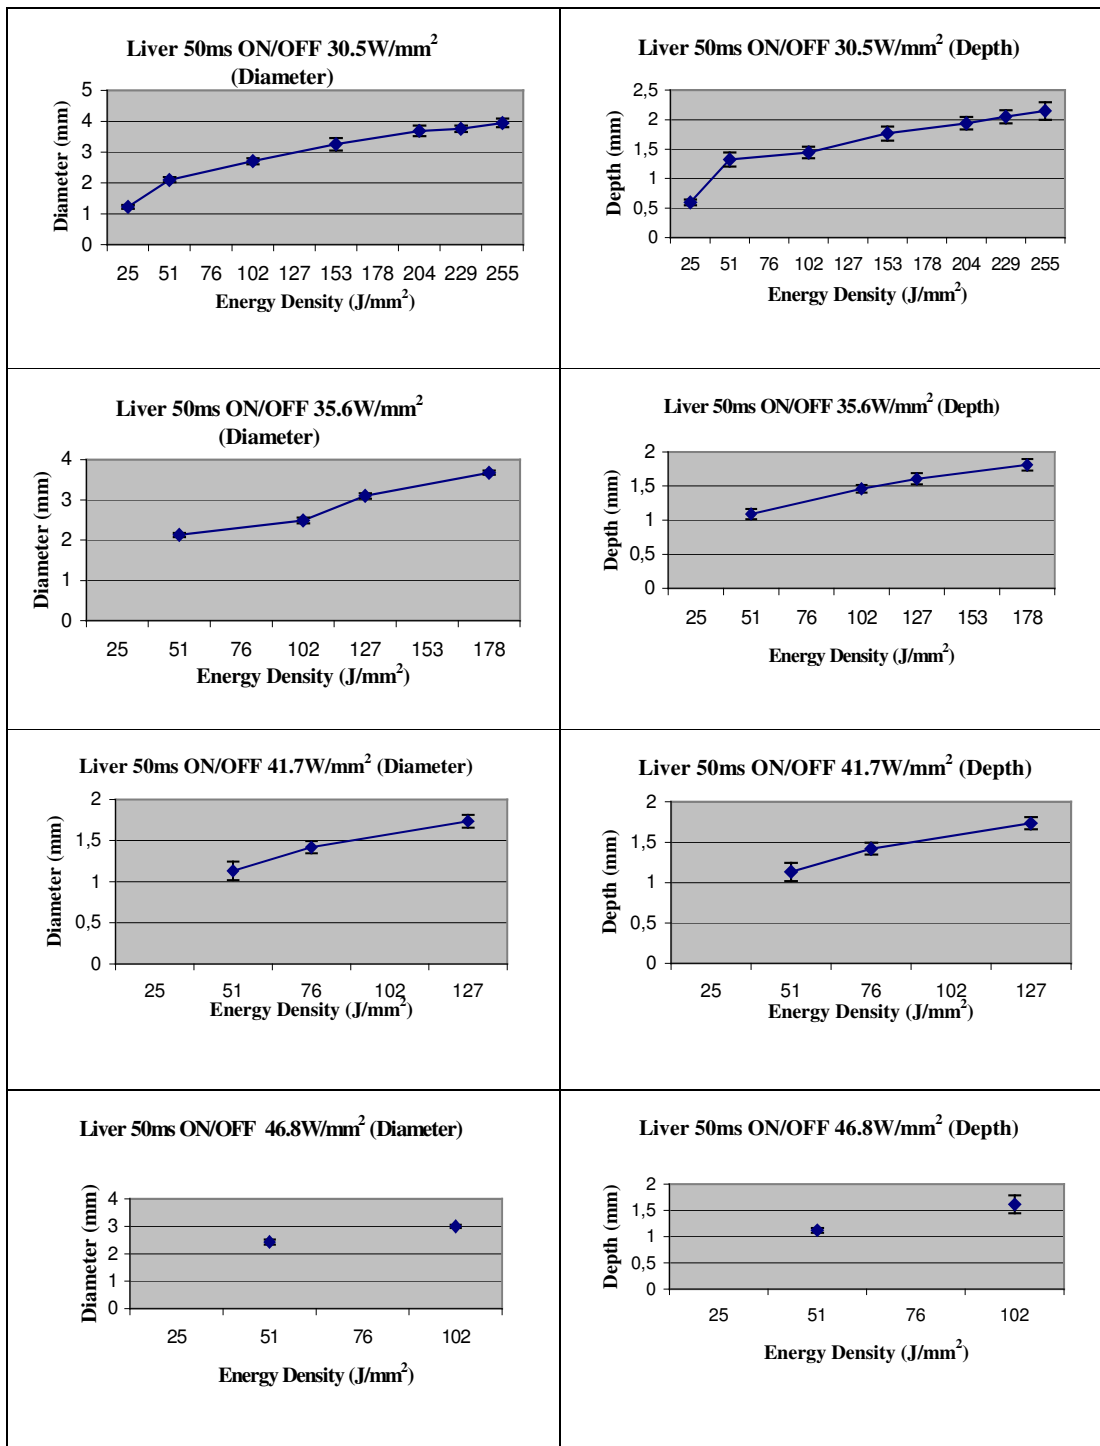 Liver 50ms ON/OFF 30.5W/mm²
(Diameter)
Diameter (mm)
5
4
3
2
1
0
25 51 76 102 127 153 178 204 229 255
Energy Density (J/mm²)
Liver 50ms ON/OFF 30.5W/mm² (Depth)
Depth (mm)
2,5
2
1,5
1
0,5
0
25 51 76 102 127 153 178 204 229 255
Energy Density (J/mm²)
Liver 50ms ON/OFF 35.6W/mm²
(Diameter)
Diameter (mm)
4
3
2
1
0
25 51 76 102 127 153 178
Energy Density (J/mm²)
Liver 50ms ON/OFF 35.6W/mm² (Depth)
Depth (mm)
2
1,5
1
0,5
0
25 51 76 102 127 153 178
Energy Density (J/mm²)
Liver 50ms ON/OFF 41.7W/mm² (Diameter)
Diameter (mm)
2
1,5
1
0,5
0
25 51 76 102 127
Energy Density (J/mm²)
Liver 50ms ON/OFF 41.7W/mm² (Depth)
Depth (mm)
2
1,5
1
0,5
0
25 51 76 102 127
Energy Density (J/mm²)
Liver 50ms ON/OFF 46.8W/mm² (Diameter)
Diameter (mm)
4
3
2
1
0
25 51 76 102
Energy Density (J/mm²)
Liver 50ms ON/OFF 46.8W/mm² (Depth)
Depth (mm)
2
1,5
1
0,5
0
25 51 76 102
Energy Density (J/mm²)